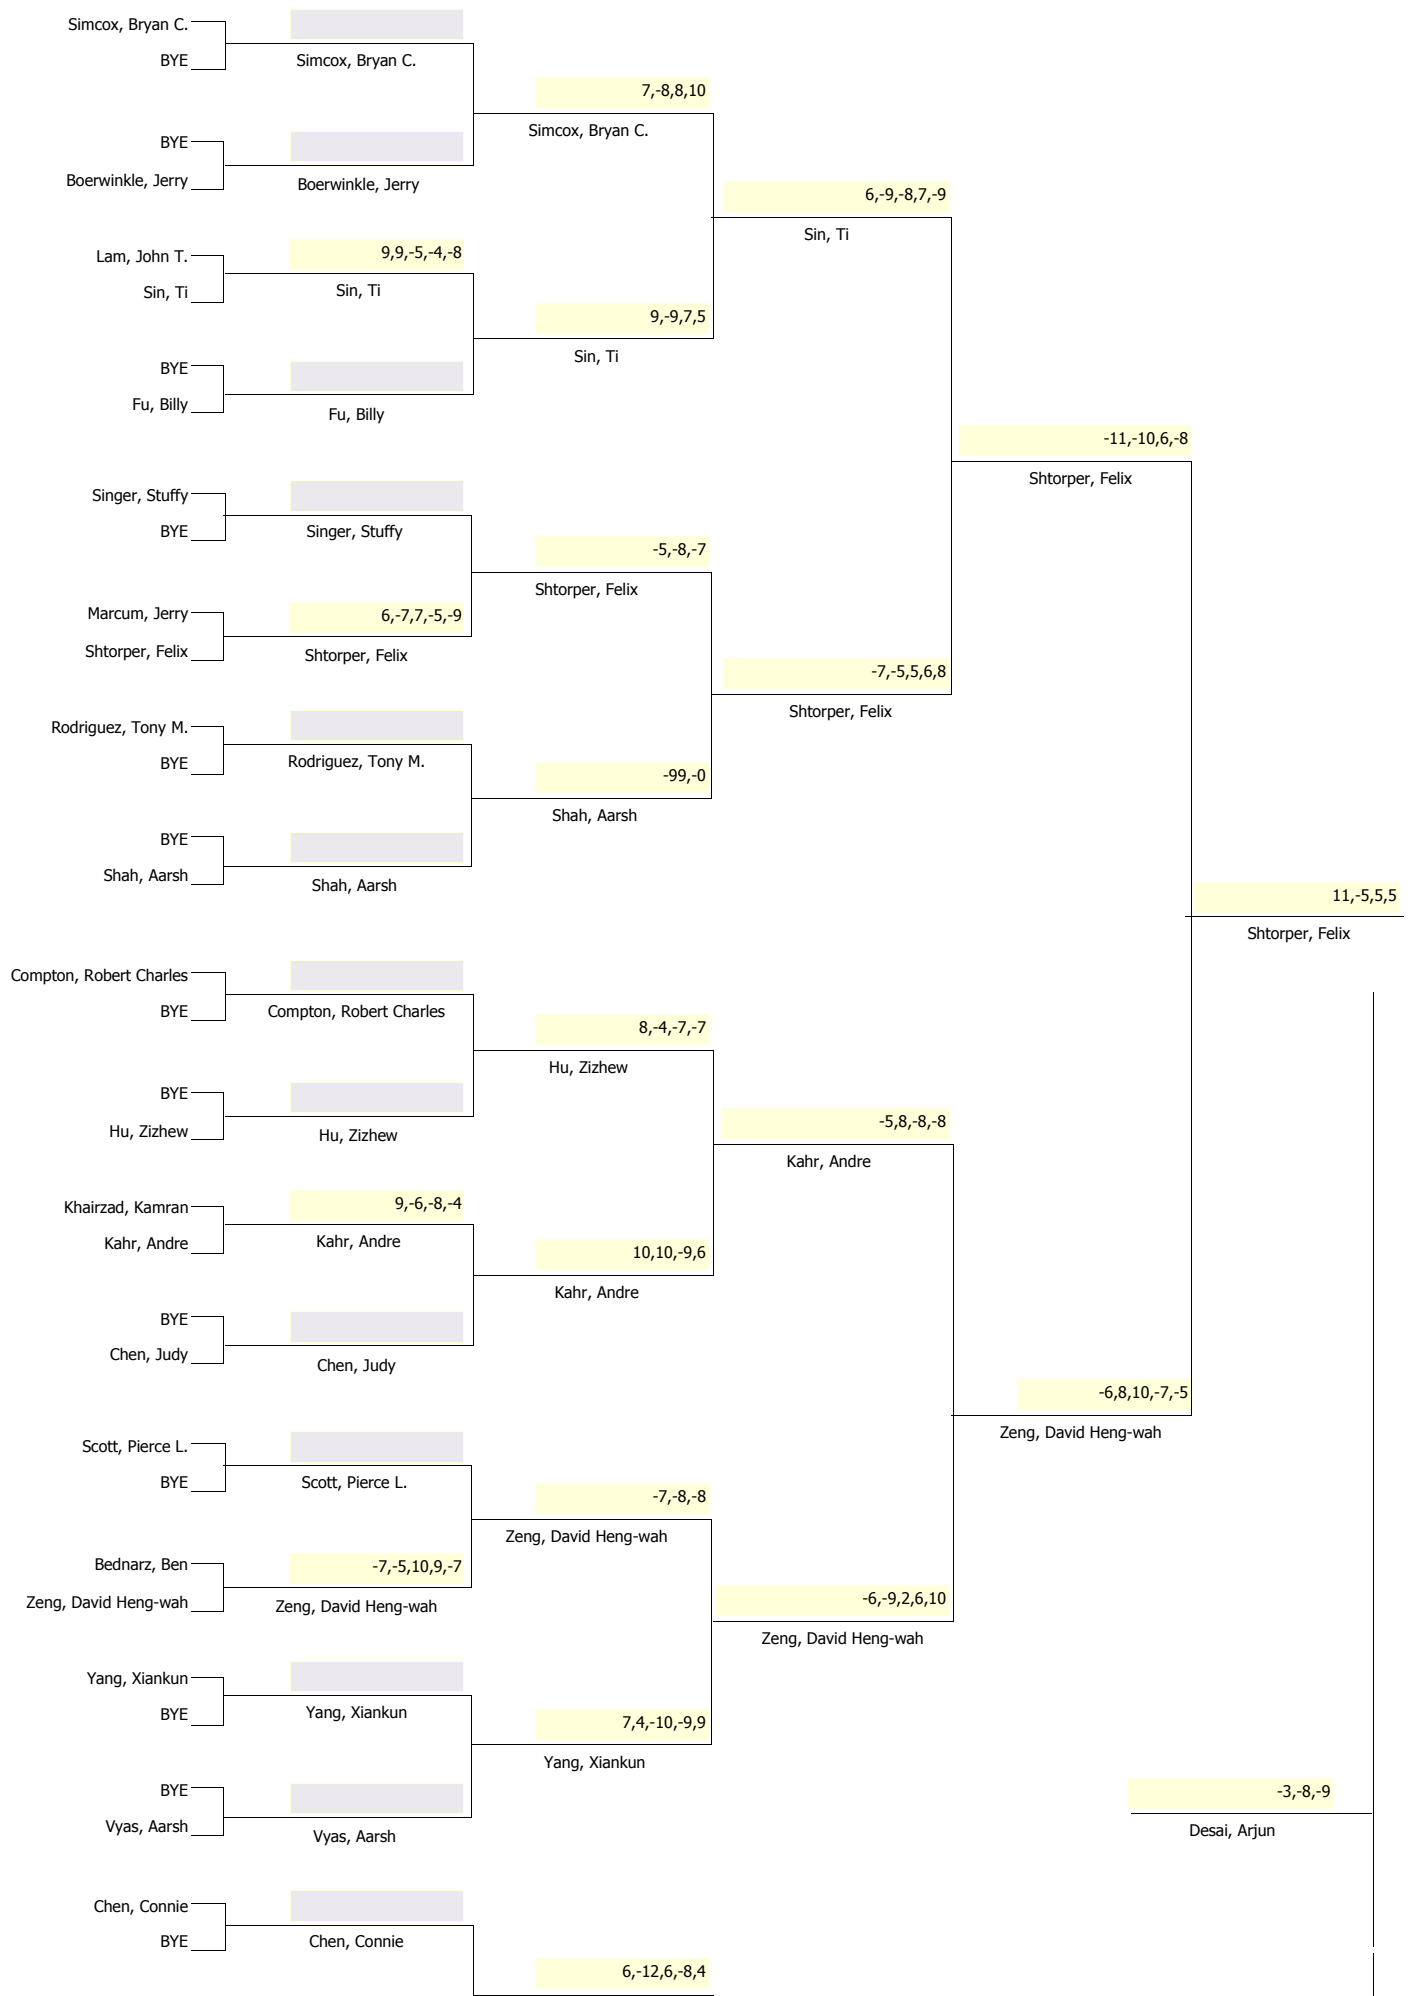 Simcox, Bryan C.
BYE
Simcox, Bryan C.
7,-8,8,10
Simcox, Bryan C.
BYE
Boerwinkle, Jerry
Boerwinkle, Jerry
6,-9,-8,7,-9
Sin, Ti
Lam, John T.
9,9,-5,-4,-8
Sin, Ti
Sin, Ti
9,-9,7,5
Sin, Ti
BYE
Fu, Billy
Fu, Billy
-11,-10,6,-8
Shtorper, Felix
Singer, Stuffy
BYE
Singer, Stuffy
-5,-8,-7
Shtorper, Felix
Marcum, Jerry
6,-7,7,-5,-9
Shtorper, Felix
Shtorper, Felix
-7,-5,5,6,8
Shtorper, Felix
Rodriguez, Tony M.
BYE
Rodriguez, Tony M.
-99,-0
Shah, Aarsh
BYE
Shah, Aarsh
Shah, Aarsh
11,-5,5,5
Shtorper, Felix
Compton, Robert Charles
BYE
Compton, Robert Charles
8,-4,-7,-7
Hu, Zizhew
BYE
Hu, Zizhew
Hu, Zizhew
-5,8,-8,-8
Kahr, Andre
Khairzad, Kamran
9,-6,-8,-4
Kahr, Andre
Kahr, Andre
10,10,-9,6
Kahr, Andre
BYE
Chen, Judy
Chen, Judy
-6,8,10,-7,-5
Zeng, David Heng-wah
Scott, Pierce L.
BYE
Scott, Pierce L.
-7,-8,-8
Zeng, David Heng-wah
Bednarz, Ben
-7,-5,10,9,-7
Zeng, David Heng-wah
Zeng, David Heng-wah
-6,-9,2,6,10
Zeng, David Heng-wah
Yang, Xiankun
BYE
Yang, Xiankun
7,4,-10,-9,9
Yang, Xiankun
BYE
Vyas, Aarsh
Vyas, Aarsh
-3,-8,-9
Desai, Arjun
Chen, Connie
BYE
Chen, Connie
6,-12,6,-8,4